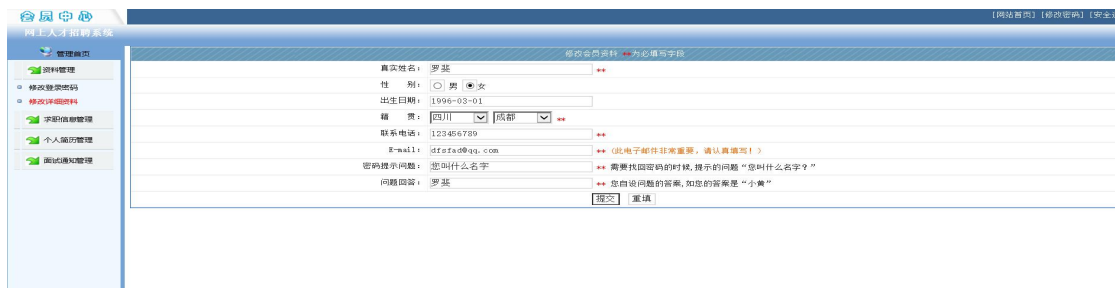 会员中心
[网站首页] [修改密码] [安全
网上人才招聘系统
管理首页
修改会员资料 **为必填写字段
资料管理
真实姓名： 罗斐 **
修改登录密码
性 别： 男 女
修改详细资料
出生日期： 1996-03-01
求职信息管理
籍 贯： 四川 成都 **
个人简历管理
联系电话： 123456789 **
面试通知管理
E-mail： dfsfad@qq.com ** (此电子邮件非常重要，请认真填写！)
密码提示问题： 您叫什么名字 ** 需要找回密码的时候,提示的问题“您叫什么名字？”
问题回答： 罗斐 ** 您自设问题的答案,如您的答案是“小黄”
提交 重填